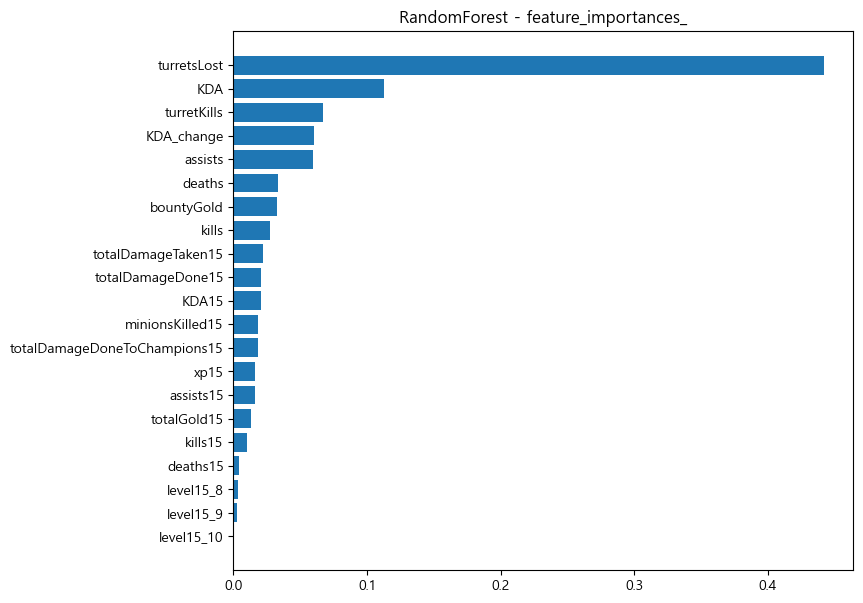 RandomForest - feature_importances_
turretsLost
KDA
turretKills
KDA_change
assists
deaths
bountyGold
kills
totalDamageTaken15
totalDamageDone15
KDA15
minionsKilled15
totalDamageDoneToChampions15
xp15
assists15
totalGold15
kills15
deaths15
level15_8
level15_9
level15_10
0.0 0.1 0.2 0.3 0.4